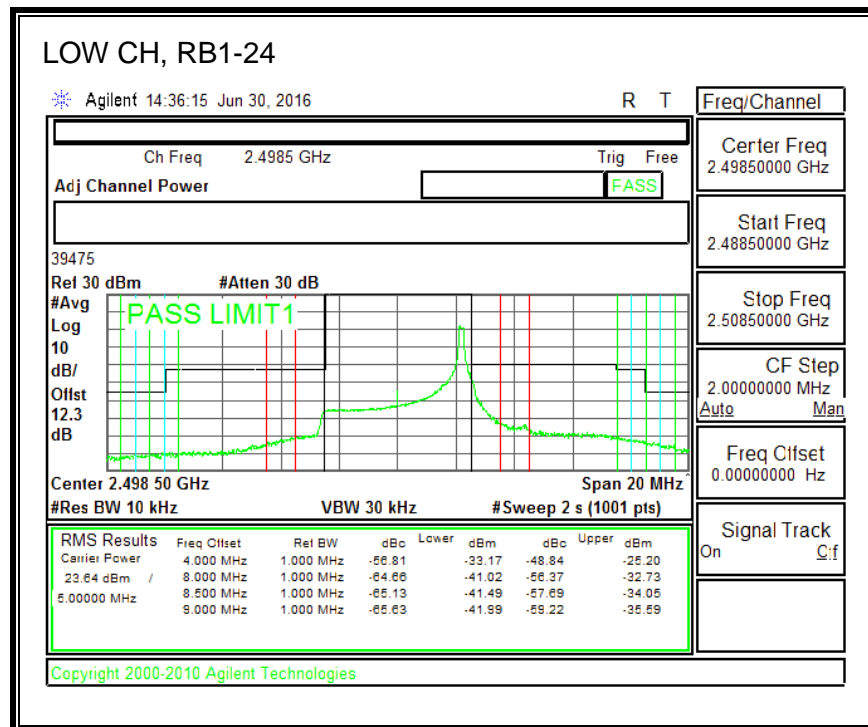 LOW CH, RB1-24
Agilent 14:36:15 Jun 30, 2016 R T
Freq/Channel
Ch Freq 2.4985 GHz Trig Free
Adj Channel Power PASS
Center Freq
2.49850000 GHz
Start Freq
2.48850000 GHz
Stop Freq
2.50850000 GHz
CF Step
2.00000000 MHz
Auto Man
Freq Offset
0.00000000 Hz
Signal Track
On Off
39475
Ref 30 dBm #Atten 30 dB
#Avg
Log
10
dB/
Offst
12.3
dB
PASS LIMIT1
Center 2.498 50 GHz Span 20 MHz
#Res BW 10 kHz VBW 30 kHz #Sweep 2 s (1001 pts)
RMS Results Freq Offset Ref BW dBc Lower dBm dBc Upper dBm
Carrier Power 4.000 MHz 1.000 MHz -56.81 -33.17 -48.84 -25.20
23.64 dBm / 8.000 MHz 1.000 MHz -64.66 -41.02 -56.37 -32.73
5.00000 MHz 8.500 MHz 1.000 MHz -65.13 -41.49 -57.69 -34.05
9.000 MHz 1.000 MHz -65.63 -41.99 -59.22 -35.59
Copyright 2000-2010 Agilent Technologies